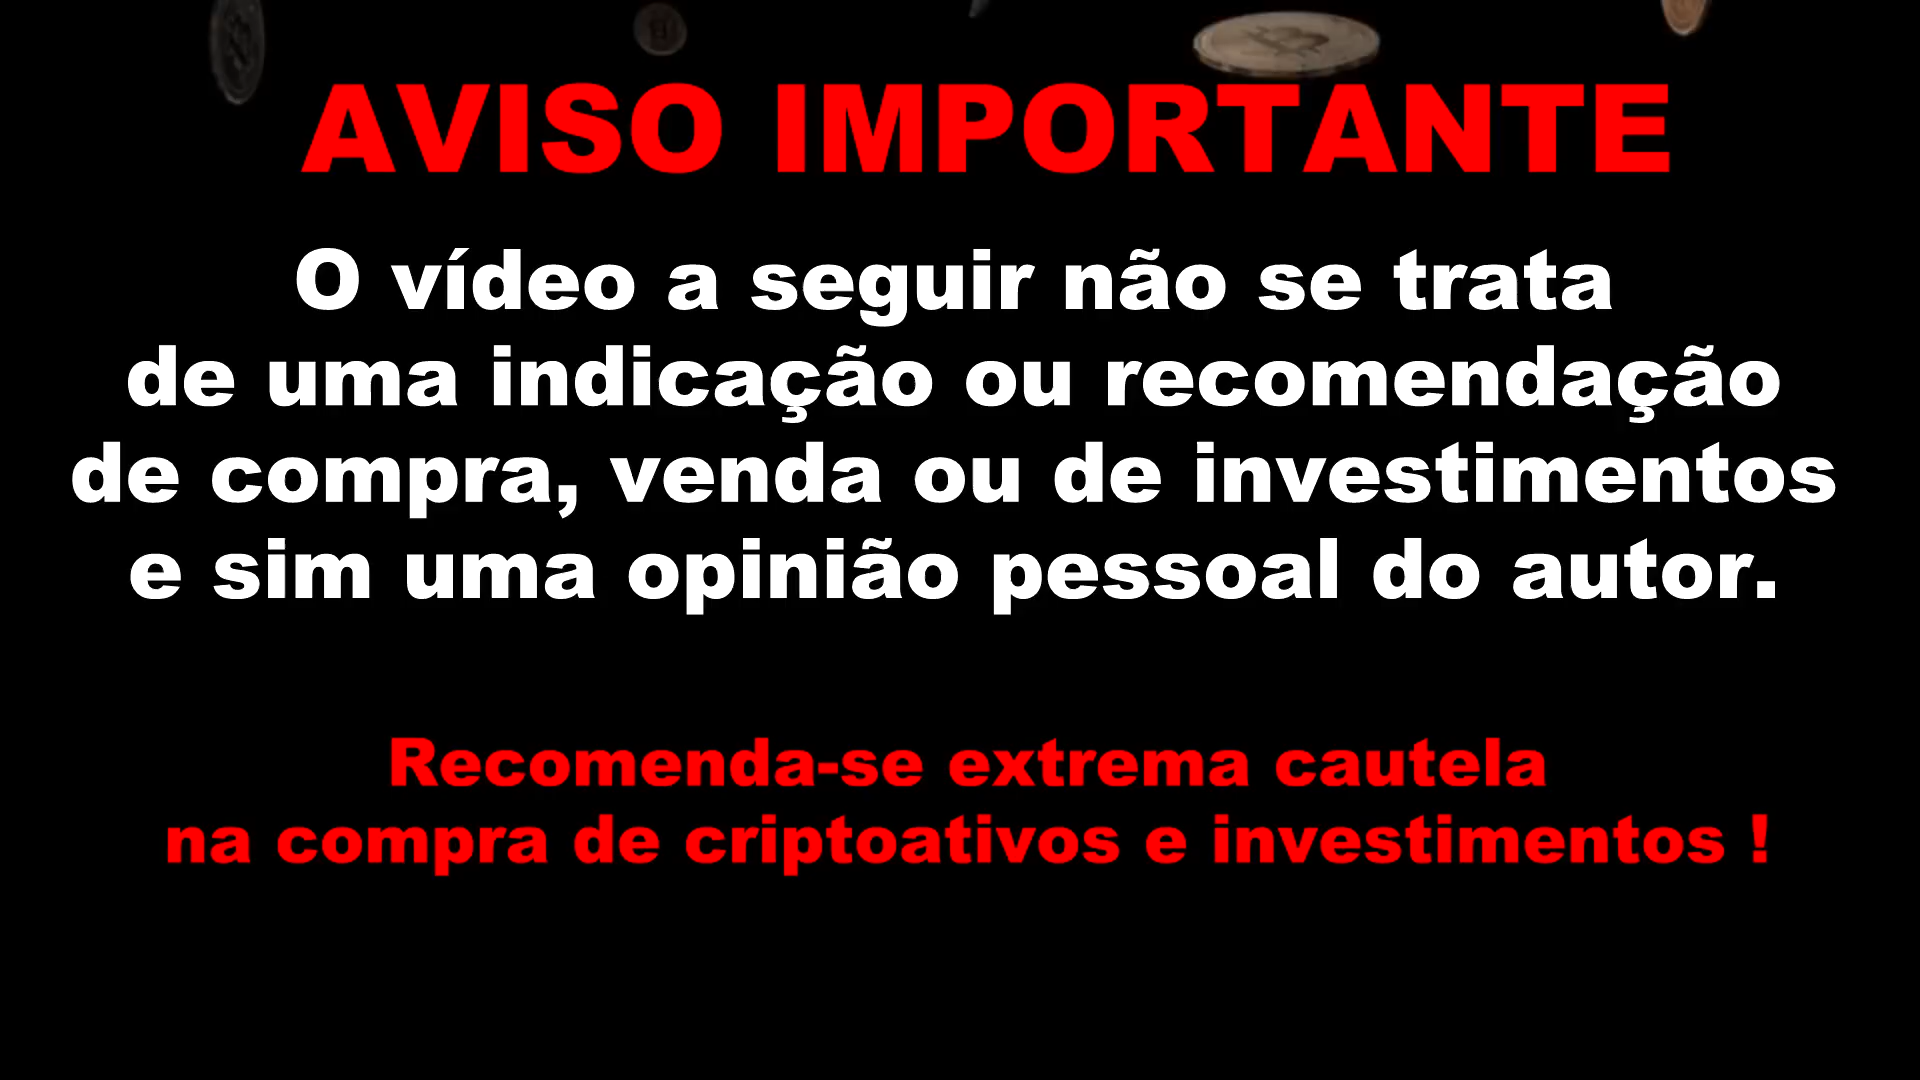 AVISO IMPORTANTE
O vídeo a seguir não se trata
de uma indicação ou recomendação
de compra, venda ou de investimentos
e sim uma opinião pessoal do autor.
Recomenda-se extrema cautela
na compra de criptoativos e investimentos !